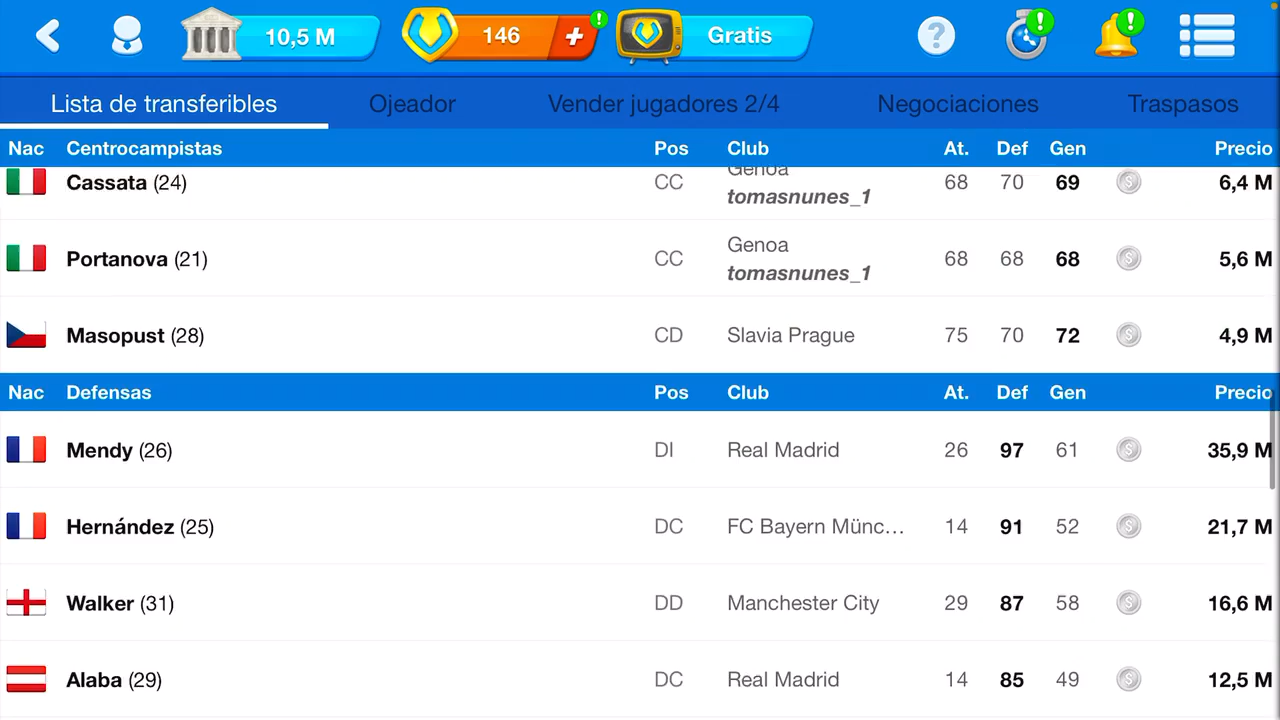 10,5 M 146 + Gratis ?
Lista de transferibles Ojeador Vender jugadores 2/4 Negociaciones Traspasos
Nac Centrocampistas Pos Club At. Def Gen Precio
Genoa
Cassata (24) CC 68 70 69 6,4 M
tomasnunes_1
Genoa
Portanova (21) CC 68 68 68 5,6 M
tomasnunes_1
Masopust (28) CD Slavia Prague 75 70 72 4,9 M
Nac Defensas Pos Club At. Def Gen Precio
Mendy (26) DI Real Madrid 26 97 61 35,9 M
Hernández (25) DC FC Bayern Münc... 14 91 52 21,7 M
Walker (31) DD Manchester City 29 87 58 16,6 M
Alaba (29) DC Real Madrid 14 85 49 12,5 M